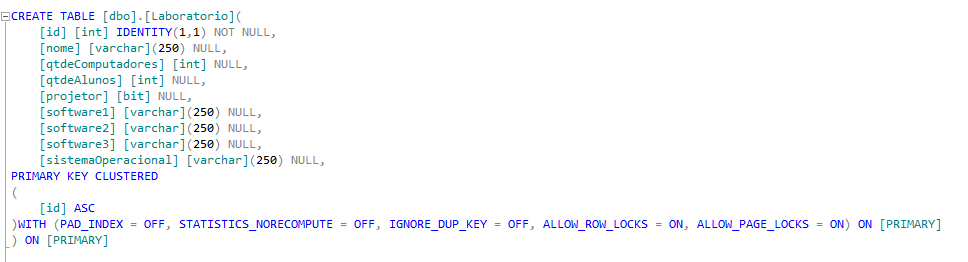 CREATE TABLE [dbo].[Laboratorio](
[id] [int] IDENTITY(1,1) NOT NULL,
[nome] [varchar](250) NULL,
[qtdeComputadores] [int] NULL,
[qtdeAlunos] [int] NULL,
[projetor] [bit] NULL,
[software1] [varchar](250) NULL,
[software2] [varchar](250) NULL,
[software3] [varchar](250) NULL,
[sistemaOperacional] [varchar](250) NULL,
PRIMARY KEY CLUSTERED
(
[id] ASC
)WITH (PAD_INDEX = OFF, STATISTICS_NORECOMPUTE = OFF, IGNORE_DUP_KEY = OFF, ALLOW_ROW_LOCKS = ON, ALLOW_PAGE_LOCKS = ON) ON [PRIMARY]
) ON [PRIMARY]